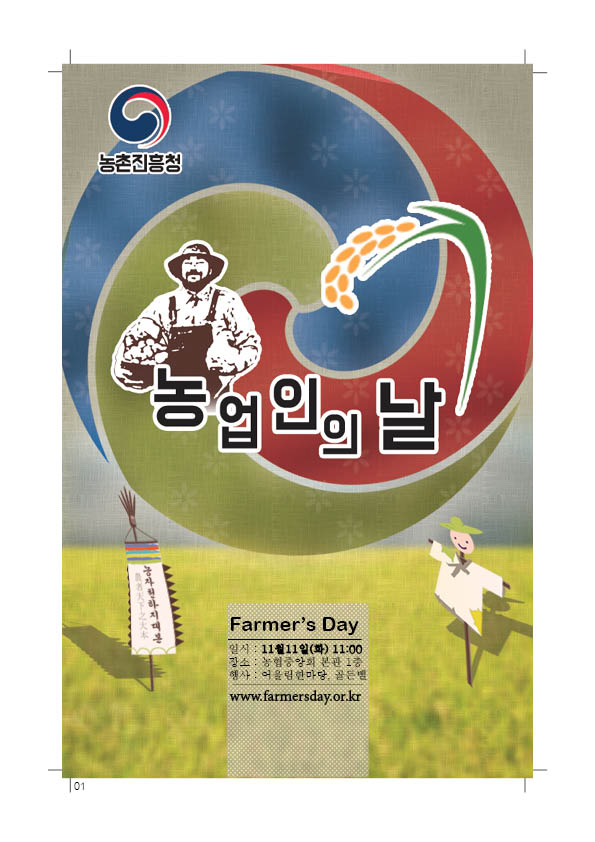 농촌진흥청
농업인의 날
농자천하지대본
農者天下之大本
Farmer's Day
일시 : 11월11일(화) 11:00
장소 : 농협중앙회 본관 1층
행사 : 어울림한마당, 골든벨
www.farmersday.or.kr
01